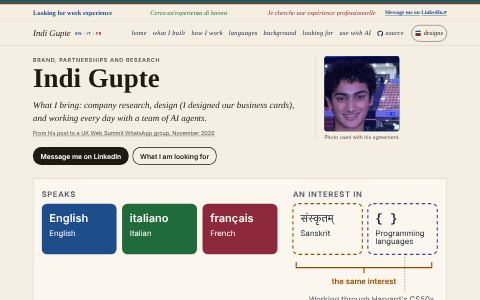 Looking for work experience
Cerco un'esperienza di lavoro
Je cherche une expérience professionnelle
Message me on LinkedIn↗
Indi Gupte EN · IT · FR
home what I built how I work languages background looking for use with AI source designs
BRAND, PARTNERSHIPS AND RESEARCH
Indi Gupte
What I bring: company research, design (I designed our business cards),
and working every day with a team of AI agents.
From his post to a UK Web Summit WhatsApp group, November 2026
Message me on LinkedIn
What I am looking for
Photo used with his agreement.
SPEAKS
English
English
italiano
Italian
français
French
AN INTEREST IN
संस्कृतम्
Sanskrit
{ }
Programming
languages
the same interest
Working through Harvard's CS50x